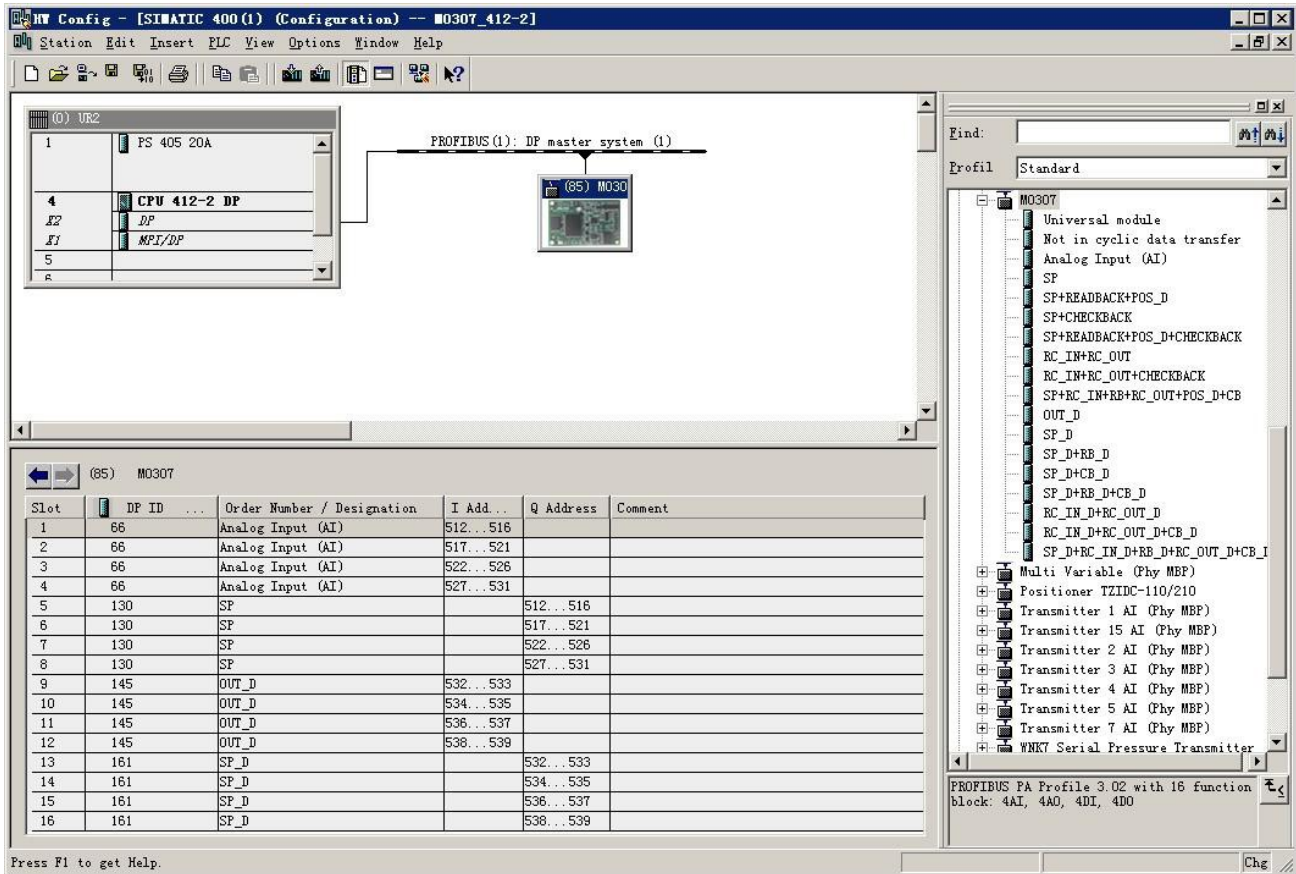 HW Config - [SIMATIC 400(1) (Configuration) -- M0307_412-2]
Station Edit Insert PLC View Options Window Help
(0) UR2
1 PS 405 20A
4 CPU 412-2 DP
X2 DP
X1 MPI/DP
5
6
PROFIBUS(1): DP master system (1)
(85) M030
(85) M0307
Slot DP ID ... Order Number / Designation I Add... Q Address Comment
1 66 Analog Input (AI) 512...516
2 66 Analog Input (AI) 517...521
3 66 Analog Input (AI) 522...526
4 66 Analog Input (AI) 527...531
5 130 SP 512...516
6 130 SP 517...521
7 130 SP 522...526
8 130 SP 527...531
9 145 OUT_D 532...533
10 145 OUT_D 534...535
11 145 OUT_D 536...537
12 145 OUT_D 538...539
13 161 SP_D 532...533
14 161 SP_D 534...535
15 161 SP_D 536...537
16 161 SP_D 538...539
Find:
Profil Standard
M0307
Universal module
Not in cyclic data transfer
Analog Input (AI)
SP
SP+READBACK+POS_D
SP+CHECKBACK
SP+READBACK+POS_D+CHECKBACK
RC_IN+RC_OUT
RC_IN+RC_OUT+CHECKBACK
SP+RC_IN+RB+RC_OUT+POS_D+CB
OUT_D
SP_D
SP_D+RB_D
SP_D+CB_D
SP_D+RB_D+CB_D
RC_IN_D+RC_OUT_D
RC_IN_D+RC_OUT_D+CB_D
SP_D+RC_IN_D+RB_D+RC_OUT_D+CB_D
Multi Variable (Phy MBP)
Positioner TZIDC-110/210
Transmitter 1 AI (Phy MBP)
Transmitter 15 AI (Phy MBP)
Transmitter 2 AI (Phy MBP)
Transmitter 3 AI (Phy MBP)
Transmitter 4 AI (Phy MBP)
Transmitter 5 AI (Phy MBP)
Transmitter 7 AI (Phy MBP)
WNK7 Serial Pressure Transmitter
PROFIBUS PA Profile 3.02 with 16 function
block: 4AI, 4AO, 4DI, 4DO
Press F1 to get Help.
Chg